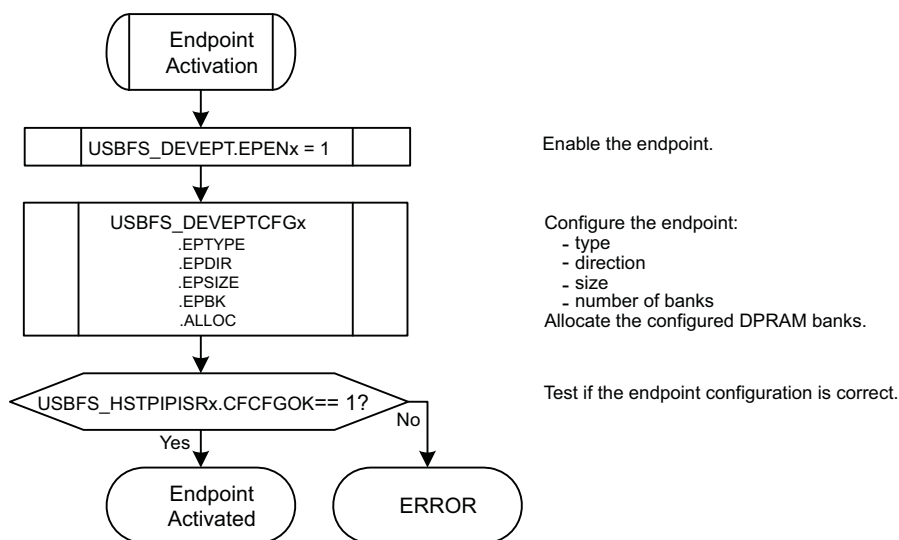 Endpoint
Activation
USBFS_DEVEPT.EPENx = 1
Enable the endpoint.
USBFS_DEVEPTCFGx
.EPTYPE
.EPDIR
.EPSIZE
.EPBK
.ALLOC
Configure the endpoint:
- type
- direction
- size
- number of banks
Allocate the configured DPRAM banks.
USBFS_HSTPIPISRx.CFCFGOK== 1?
Test if the endpoint configuration is correct.
Yes
No
Endpoint
Activated
ERROR